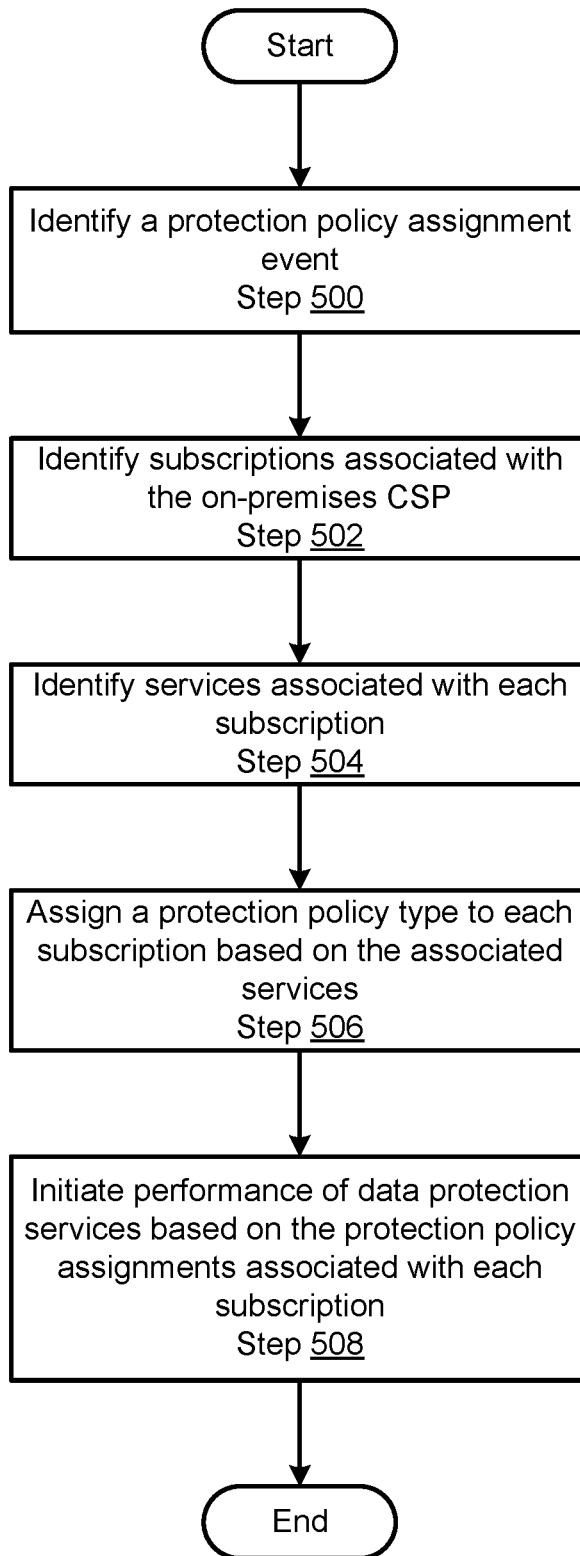 Start
Identify a protection policy assignment
event
Step 500
Identify subscriptions associated with
the on-premises CSP
Step 502
Identify services associated with each
subscription
Step 504
Assign a protection policy type to each
subscription based on the associated
services
Step 506
Initiate performance of data protection
services based on the protection policy
assignments associated with each
subscription
Step 508
End